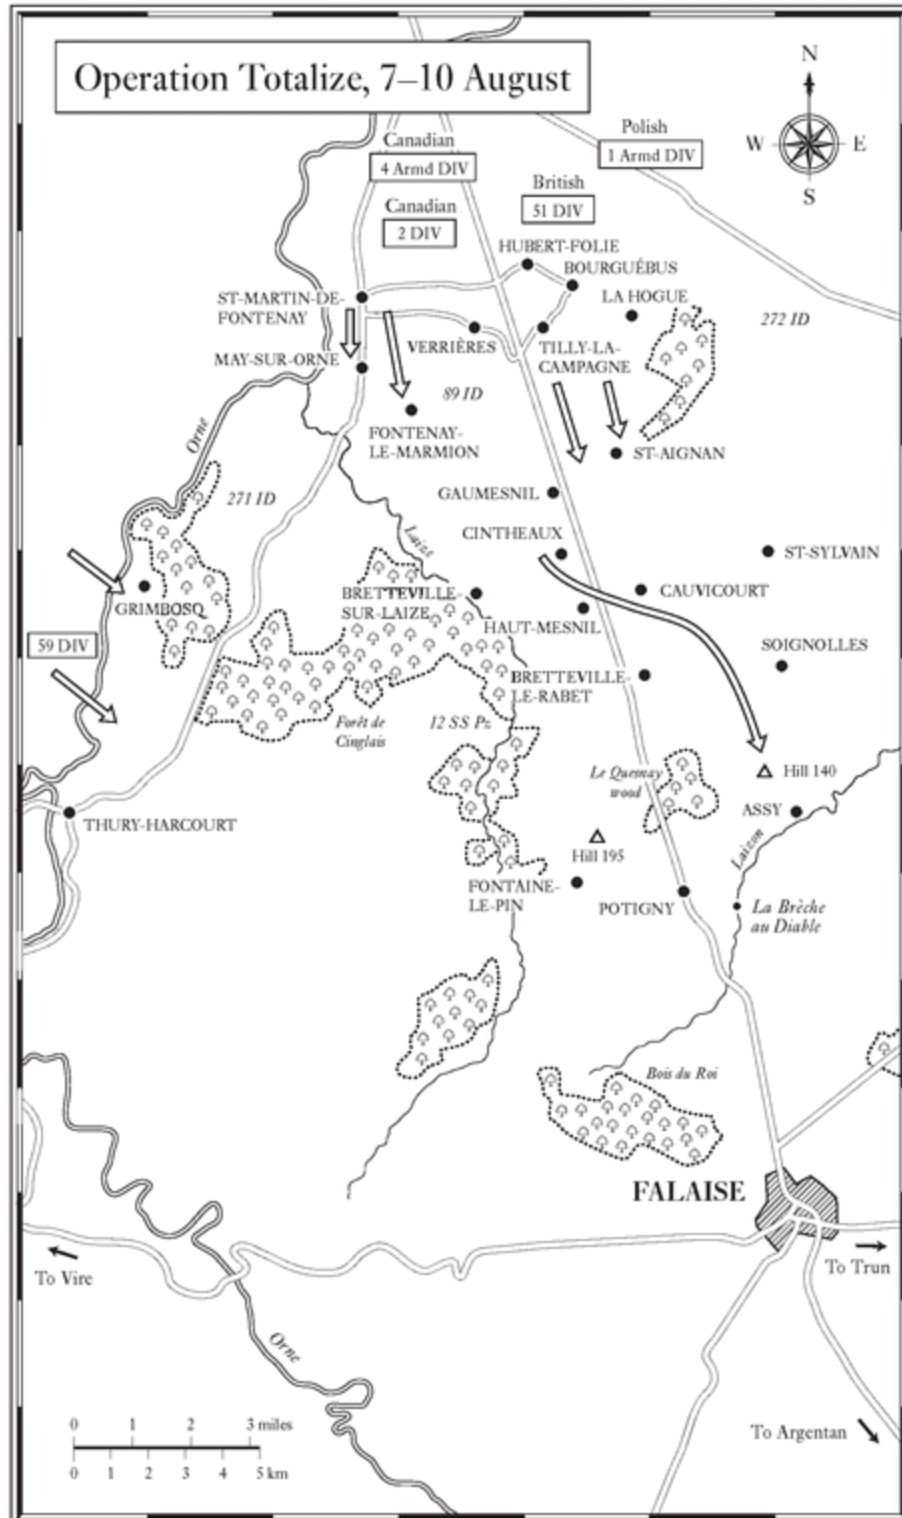 Operation Totalize, 7–10 August
N
W
E
S
Canadian
4 Armd DIV
Polish
1 Armd DIV
Canadian
2 DIV
British
51 DIV
HUBERT-FOLIE
BOURGUÉBUS
LA HOGUE
ST-MARTIN-DE-
FONTENAY
272 ID
VERRIÈRES
TILLY-LA-
CAMPAGNE
MAY-SUR-ORNE
89 ID
Orne
FONTENAY-
LE-MARMION
ST-AIGNAN
271 ID
GAUMESNIL
Laize
CINTHEAUX
ST-SYLVAIN
GRIMBOSQ
BRETTEVILLE-
SUR-LAIZE
CAUVICOURT
HAUT-MESNIL
59 DIV
SOIGNOLLES
BRETTEVILLE-
LE-RABET
Forêt de
Cinglais
12 SS Pz
Le Quesnay
wood
Hill 140
ASSY
THURY-HARCOURT
Laizon
Hill 195
FONTAINE-
LE-PIN
POTIGNY
La Brèche
au Diable
Bois du Roi
FALAISE
To Vire
To Trun
Orne
0 1 2 3 miles
0 1 2 3 4 5 km
To Argentan